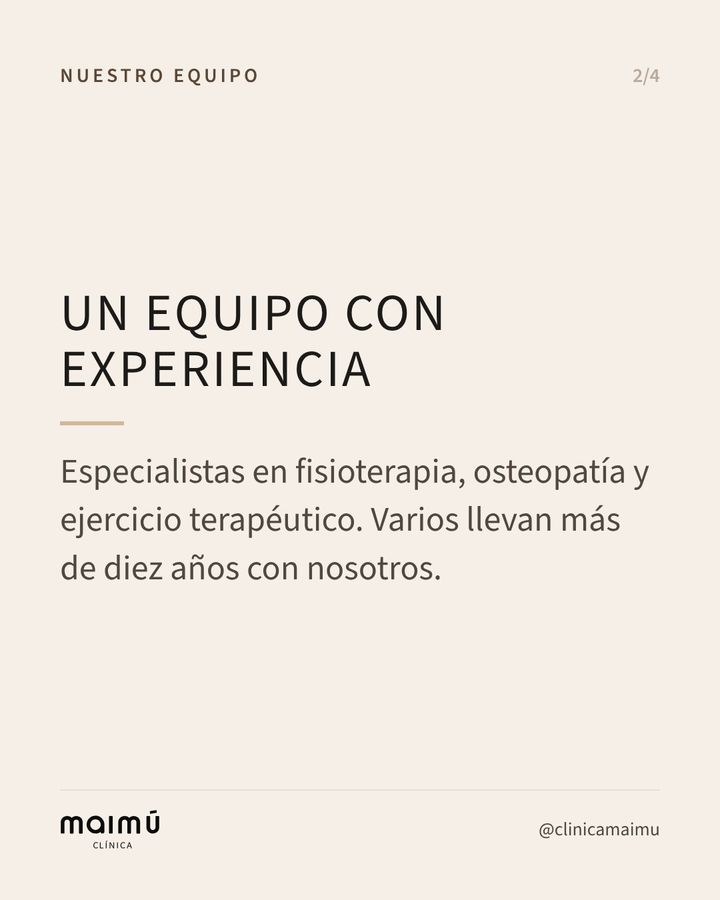 NUESTRO EQUIPO
2/4
UN EQUIPO CON
EXPERIENCIA
Especialistas en fisioterapia, osteopatía y
ejercicio terapéutico. Varios llevan más
de diez años con nosotros.
maimú
CLÍNICA
@clinicamaimu